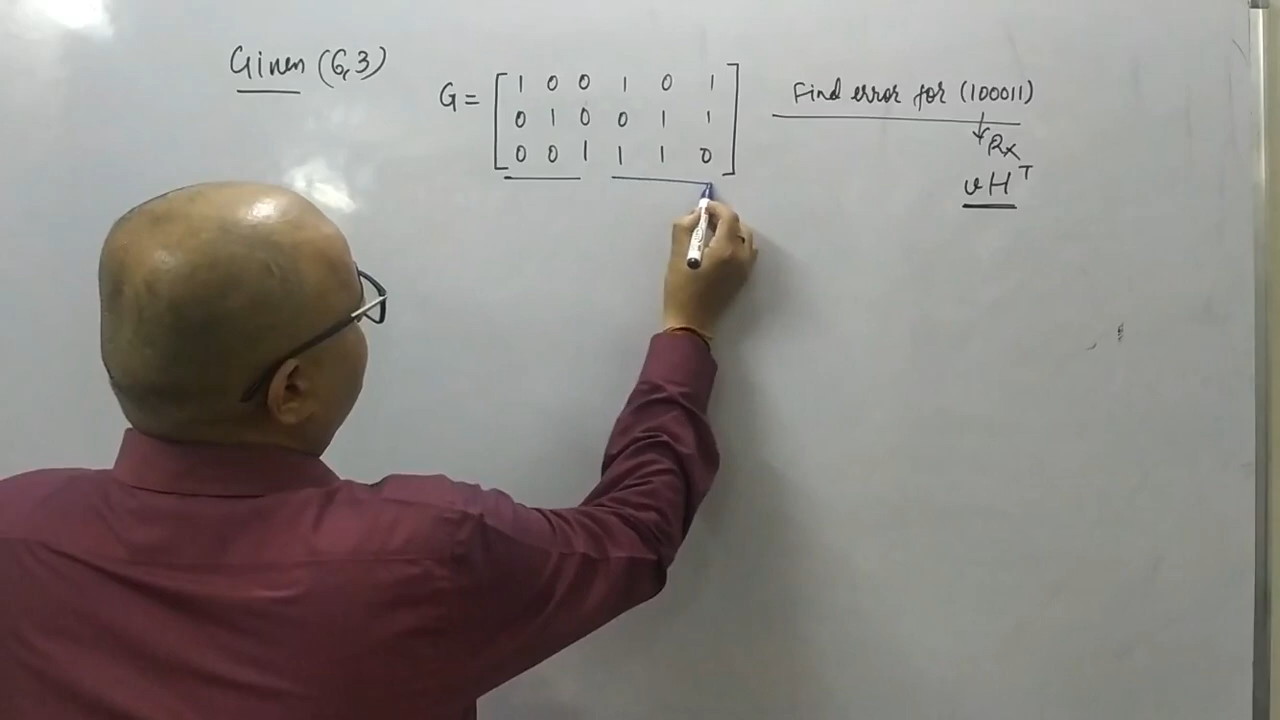 Given (6,3)
G = [ 1 0 0 1 0 1
0 1 0 0 1 1
0 0 1 1 1 0 ]
Find error for (100011)
↓ Rx
vH^T